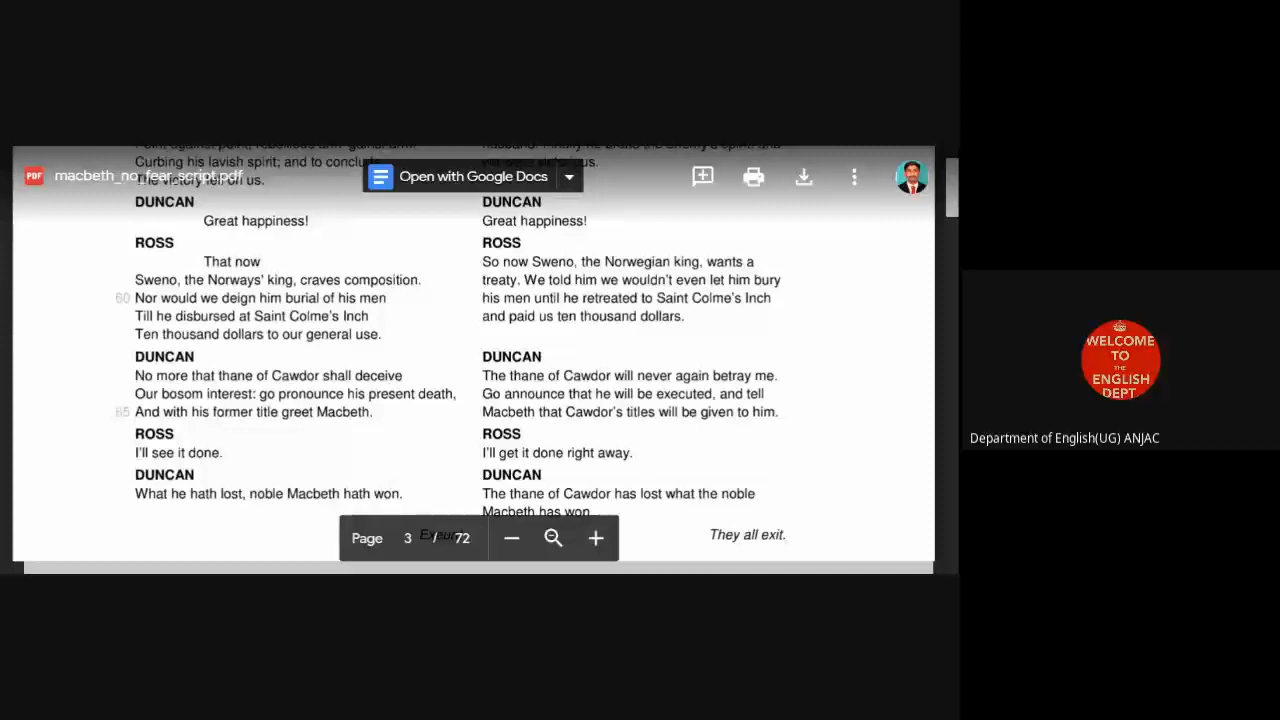 Curbing his lavish spirit; and to conclude,
The victory fell on us.
macbeth_no_fear_script.pdf
PDF
Open with Google Docs
DUNCAN
Great happiness!
ROSS
That now
Sweno, the Norways' king, craves composition.
60 Nor would we deign him burial of his men
Till he disbursed at Saint Colme's Inch
Ten thousand dollars to our general use.
DUNCAN
No more that thane of Cawdor shall deceive
Our bosom interest: go pronounce his present death,
65 And with his former title greet Macbeth.
ROSS
I'll see it done.
DUNCAN
What he hath lost, noble Macbeth hath won.
Exeunt
DUNCAN
Great happiness!
ROSS
So now Sweno, the Norwegian king, wants a
treaty. We told him we wouldn't even let him bury
his men until he retreated to Saint Colme's Inch
and paid us ten thousand dollars.
DUNCAN
The thane of Cawdor will never again betray me.
Go announce that he will be executed, and tell
Macbeth that Cawdor's titles will be given to him.
ROSS
I'll get it done right away.
DUNCAN
The thane of Cawdor has lost what the noble
Macbeth has won.
They all exit.
Page 3 / 72
WELCOME
TO
THE
ENGLISH
DEPT
Department of English(UG) ANJAC